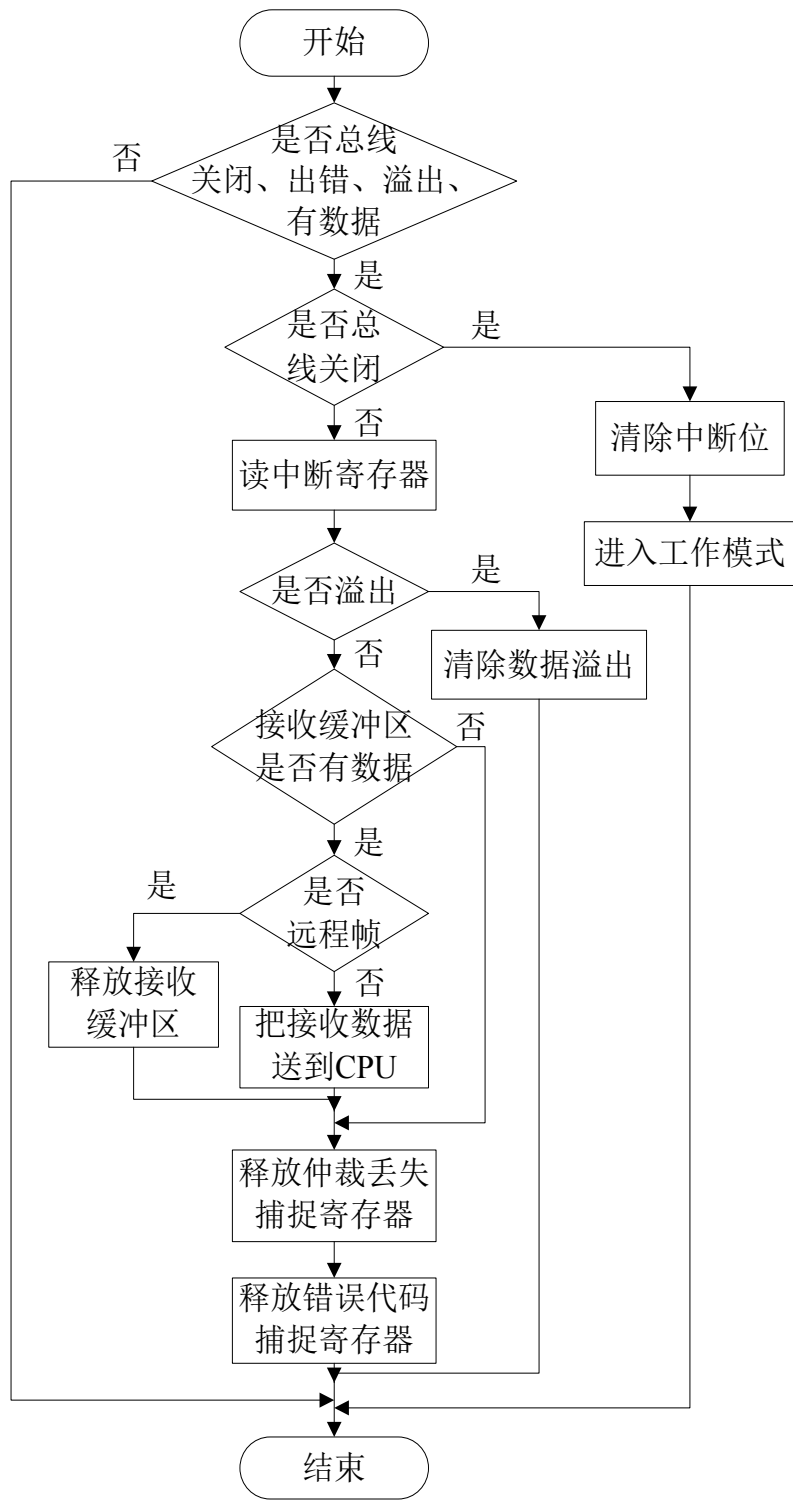 开始
是否总线
关闭、出错、溢出、
有数据
否
是
是否总
线关闭
是
否
清除中断位
读中断寄存器
进入工作模式
是否溢出
是
否
清除数据溢出
接收缓冲区
是否有数据
否
是
是否
远程帧
是
否
释放接收
缓冲区
把接收数据
送到CPU
释放仲裁丢失
捕捉寄存器
释放错误代码
捕捉寄存器
结束